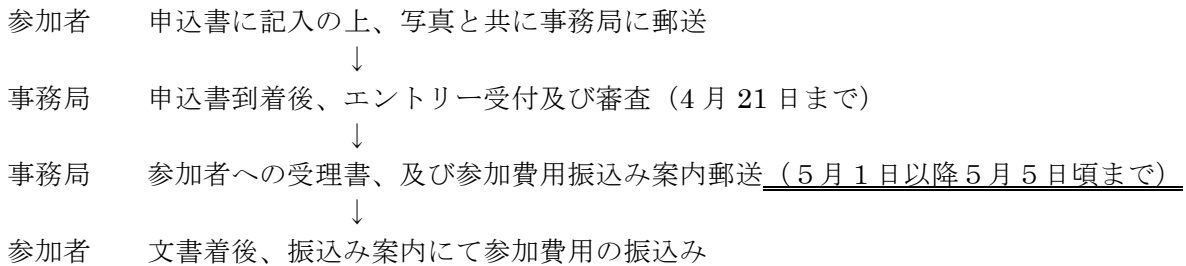 参加者　　申込書に記入の上、写真と共に事務局に郵送
↓
事務局　　申込書到着後、エントリー受付及び審査（4 月 21 日まで）
↓
事務局　　参加者への受理書、及び参加費用振込み案内郵送（５月１日以降５月５日頃まで）
↓
参加者　　文書着後、振込み案内にて参加費用の振込み